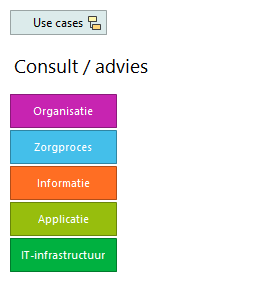 Use cases
Consult / advies
Organisatie
Zorgproces
Informatie
Applicatie
IT-infrastructuur